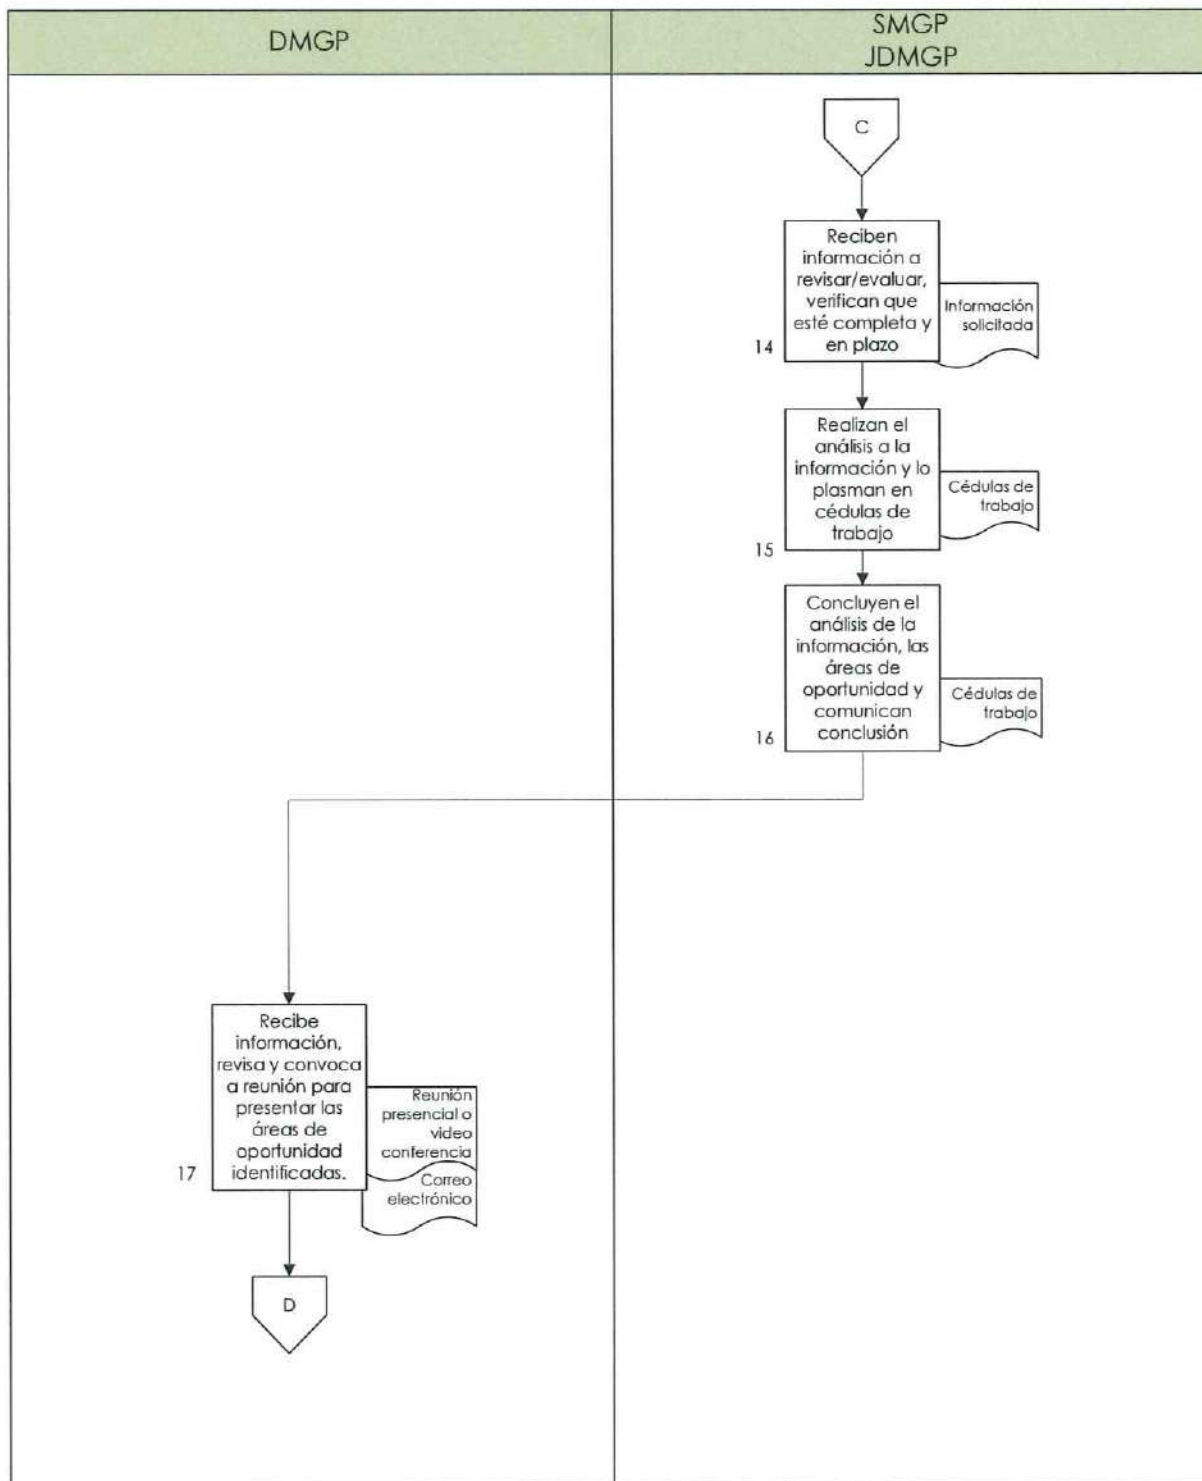 DMGP
SMGP
JDMGP
C
Reciben
información a
revisar/evaluar,
verifican que
esté completa y
en plazo
14
Información
solicitada
Realizan el
análisis a la
información y lo
plasman en
cédulas de
trabajo
15
Cédulas de
trabajo
Concluyen el
análisis de la
información, las
áreas de
oportunidad y
comunican
conclusión
16
Cédulas de
trabajo
Recibe
información,
revisa y convoca
a reunión para
presentar las
áreas de
oportunidad
identificadas.
17
Reunión
presencial o
video
conferencia
Correo
electrónico
D